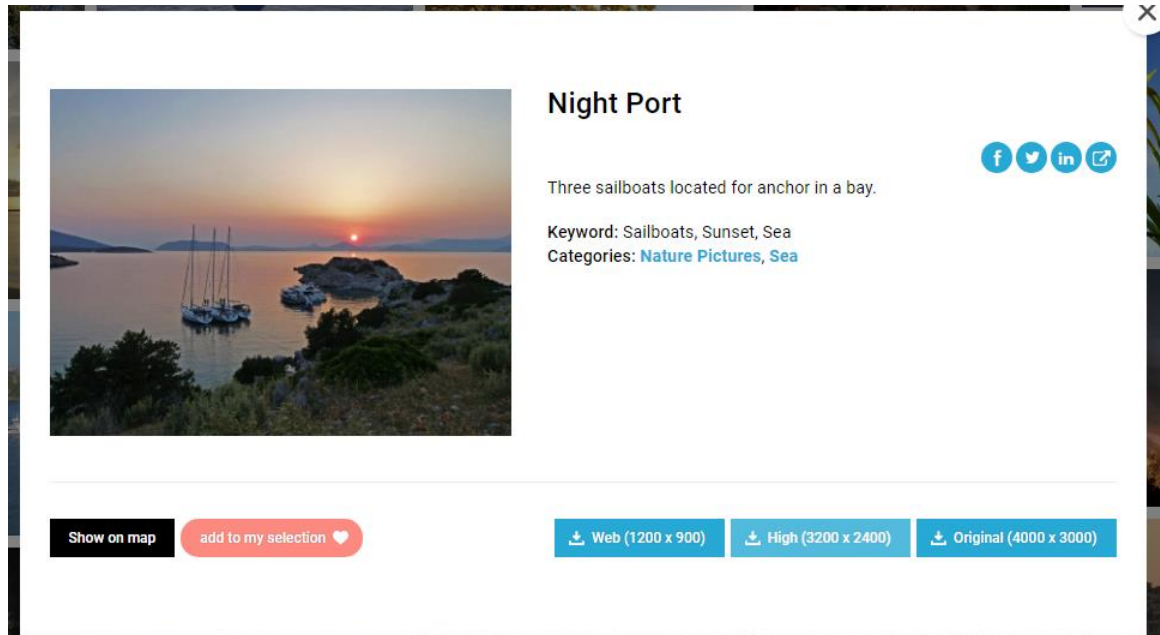 Night Port
Three sailboats located for anchor in a bay.
Keyword: Sailboats, Sunset, Sea
Categories: Nature Pictures, Sea
Show on map
add to my selection
Web (1200 x 900)
High (3200 x 2400)
Original (4000 x 3000)